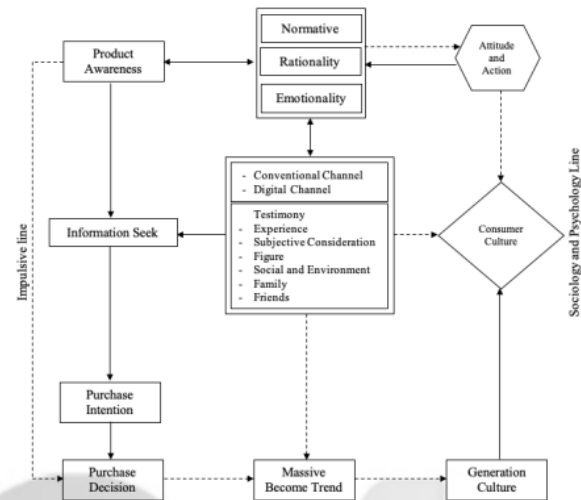 Normative
Product
Awareness
Rationality
Attitude
and
Action
Emotionality
- Conventional Channel
- Digital Channel
Testimony
- Experience
- Subjective Consideration
- Figure
- Social and Environment
- Family
- Friends
Information Seek
Consumer
Culture
Impulsive line
Sociology and Psychology Line
Purchase
Intention
Purchase
Decision
Massive
Become Trend
Generation
Culture